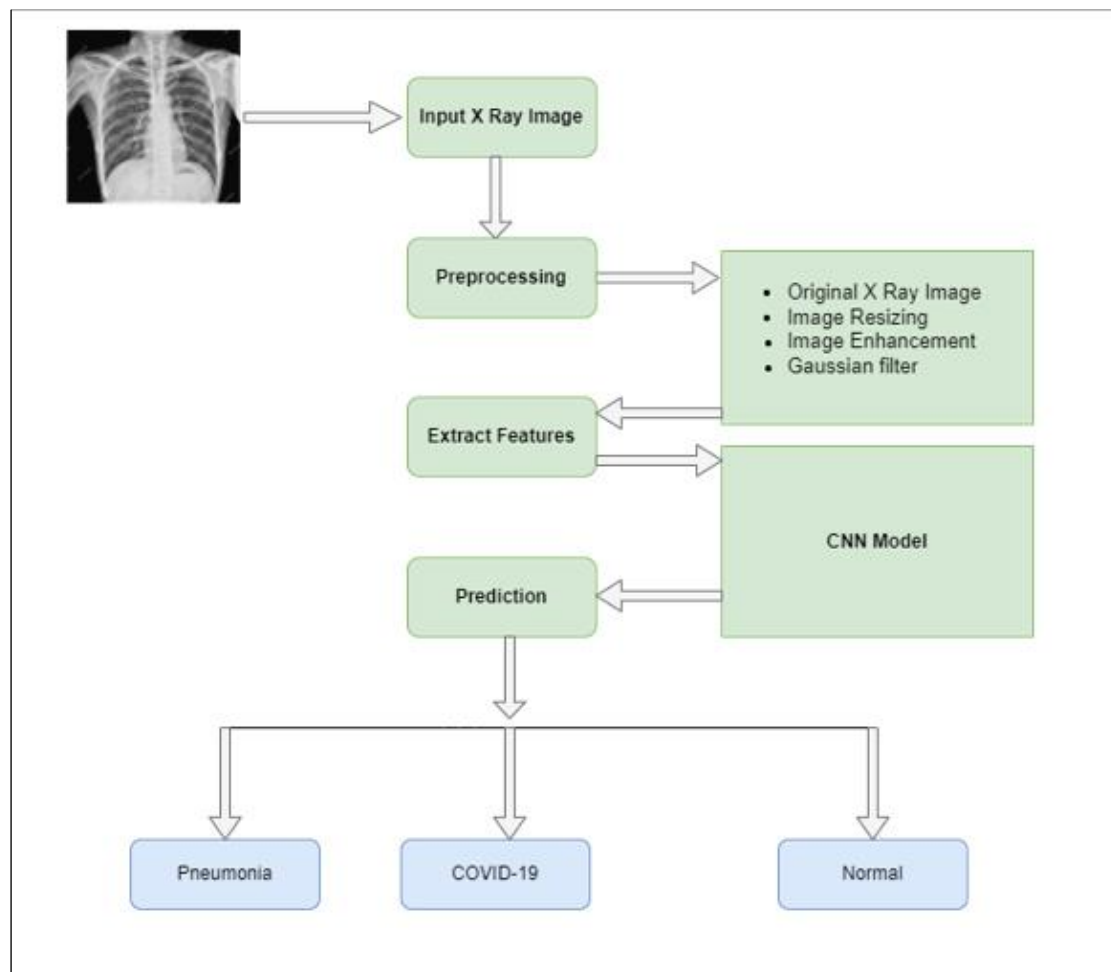 Input X Ray Image
Preprocessing
• Original X Ray Image
• Image Resizing
• Image Enhancement
• Gaussian filter
Extract Features
CNN Model
Prediction
Pneumonia
COVID-19
Normal